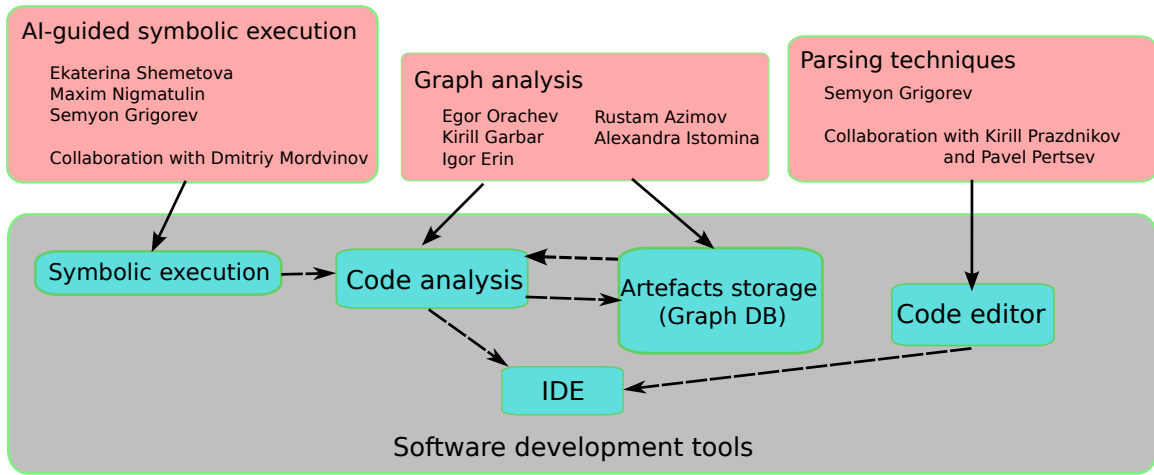 AI-guided symbolic execution
Ekaterina Shemetova
Maxim Nigmatulin
Semyon Grigorev
Collaboration with Dmitriy Mordvinov
Graph analysis
Egor Orachev
Kirill Garbar
Igor Erin
Rustam Azimov
Alexandra Istomina
Parsing techniques
Semyon Grigorev
Collaboration with Kirill Prazdnikov
and Pavel Pertsev
Symbolic execution
Code analysis
Artefacts storage
(Graph DB)
Code editor
IDE
Software development tools